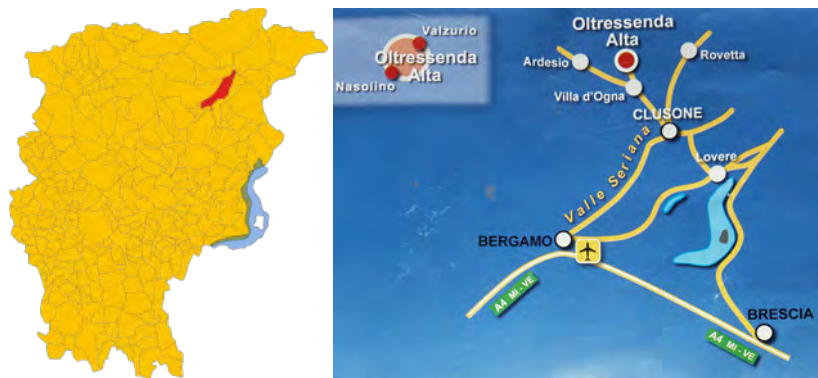 Valzurio
Oltressenda
Alta
Nasolino
Oltressenda
Alta
Ardesio
Rovetta
Villa d'Ogna
CLUSONE
Lovere
Valle Seriana
BERGAMO
A4 MI - VE
BRESCIA
A4 MI - VE